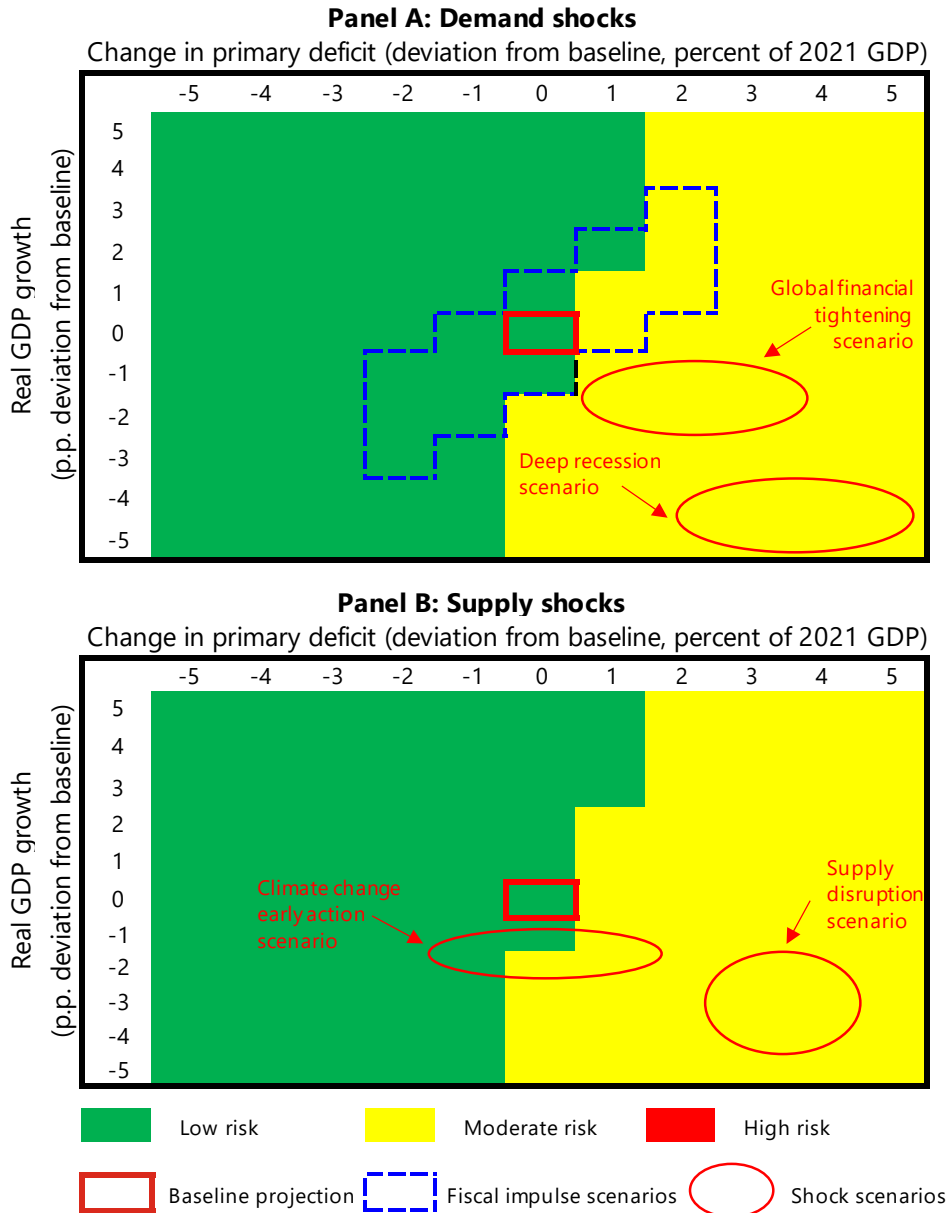 Panel A: Demand shocks
Change in primary deficit (deviation from baseline, percent of 2021 GDP)
-5 -4 -3 -2 -1 0 1 2 3 4 5
Real GDP growth
(p.p. deviation from baseline)
5
4
3
2
1
0
-1
-2
-3
-4
-5
Global financial
tightening
scenario
Deep recession
scenario
Panel B: Supply shocks
Change in primary deficit (deviation from baseline, percent of 2021 GDP)
-5 -4 -3 -2 -1 0 1 2 3 4 5
Real GDP growth
(p.p. deviation from baseline)
5
4
3
2
1
0
-1
-2
-3
-4
-5
Climate change
early action
scenario
Supply
disruption
scenario
Low risk Moderate risk High risk
Baseline projection Fiscal impulse scenarios Shock scenarios